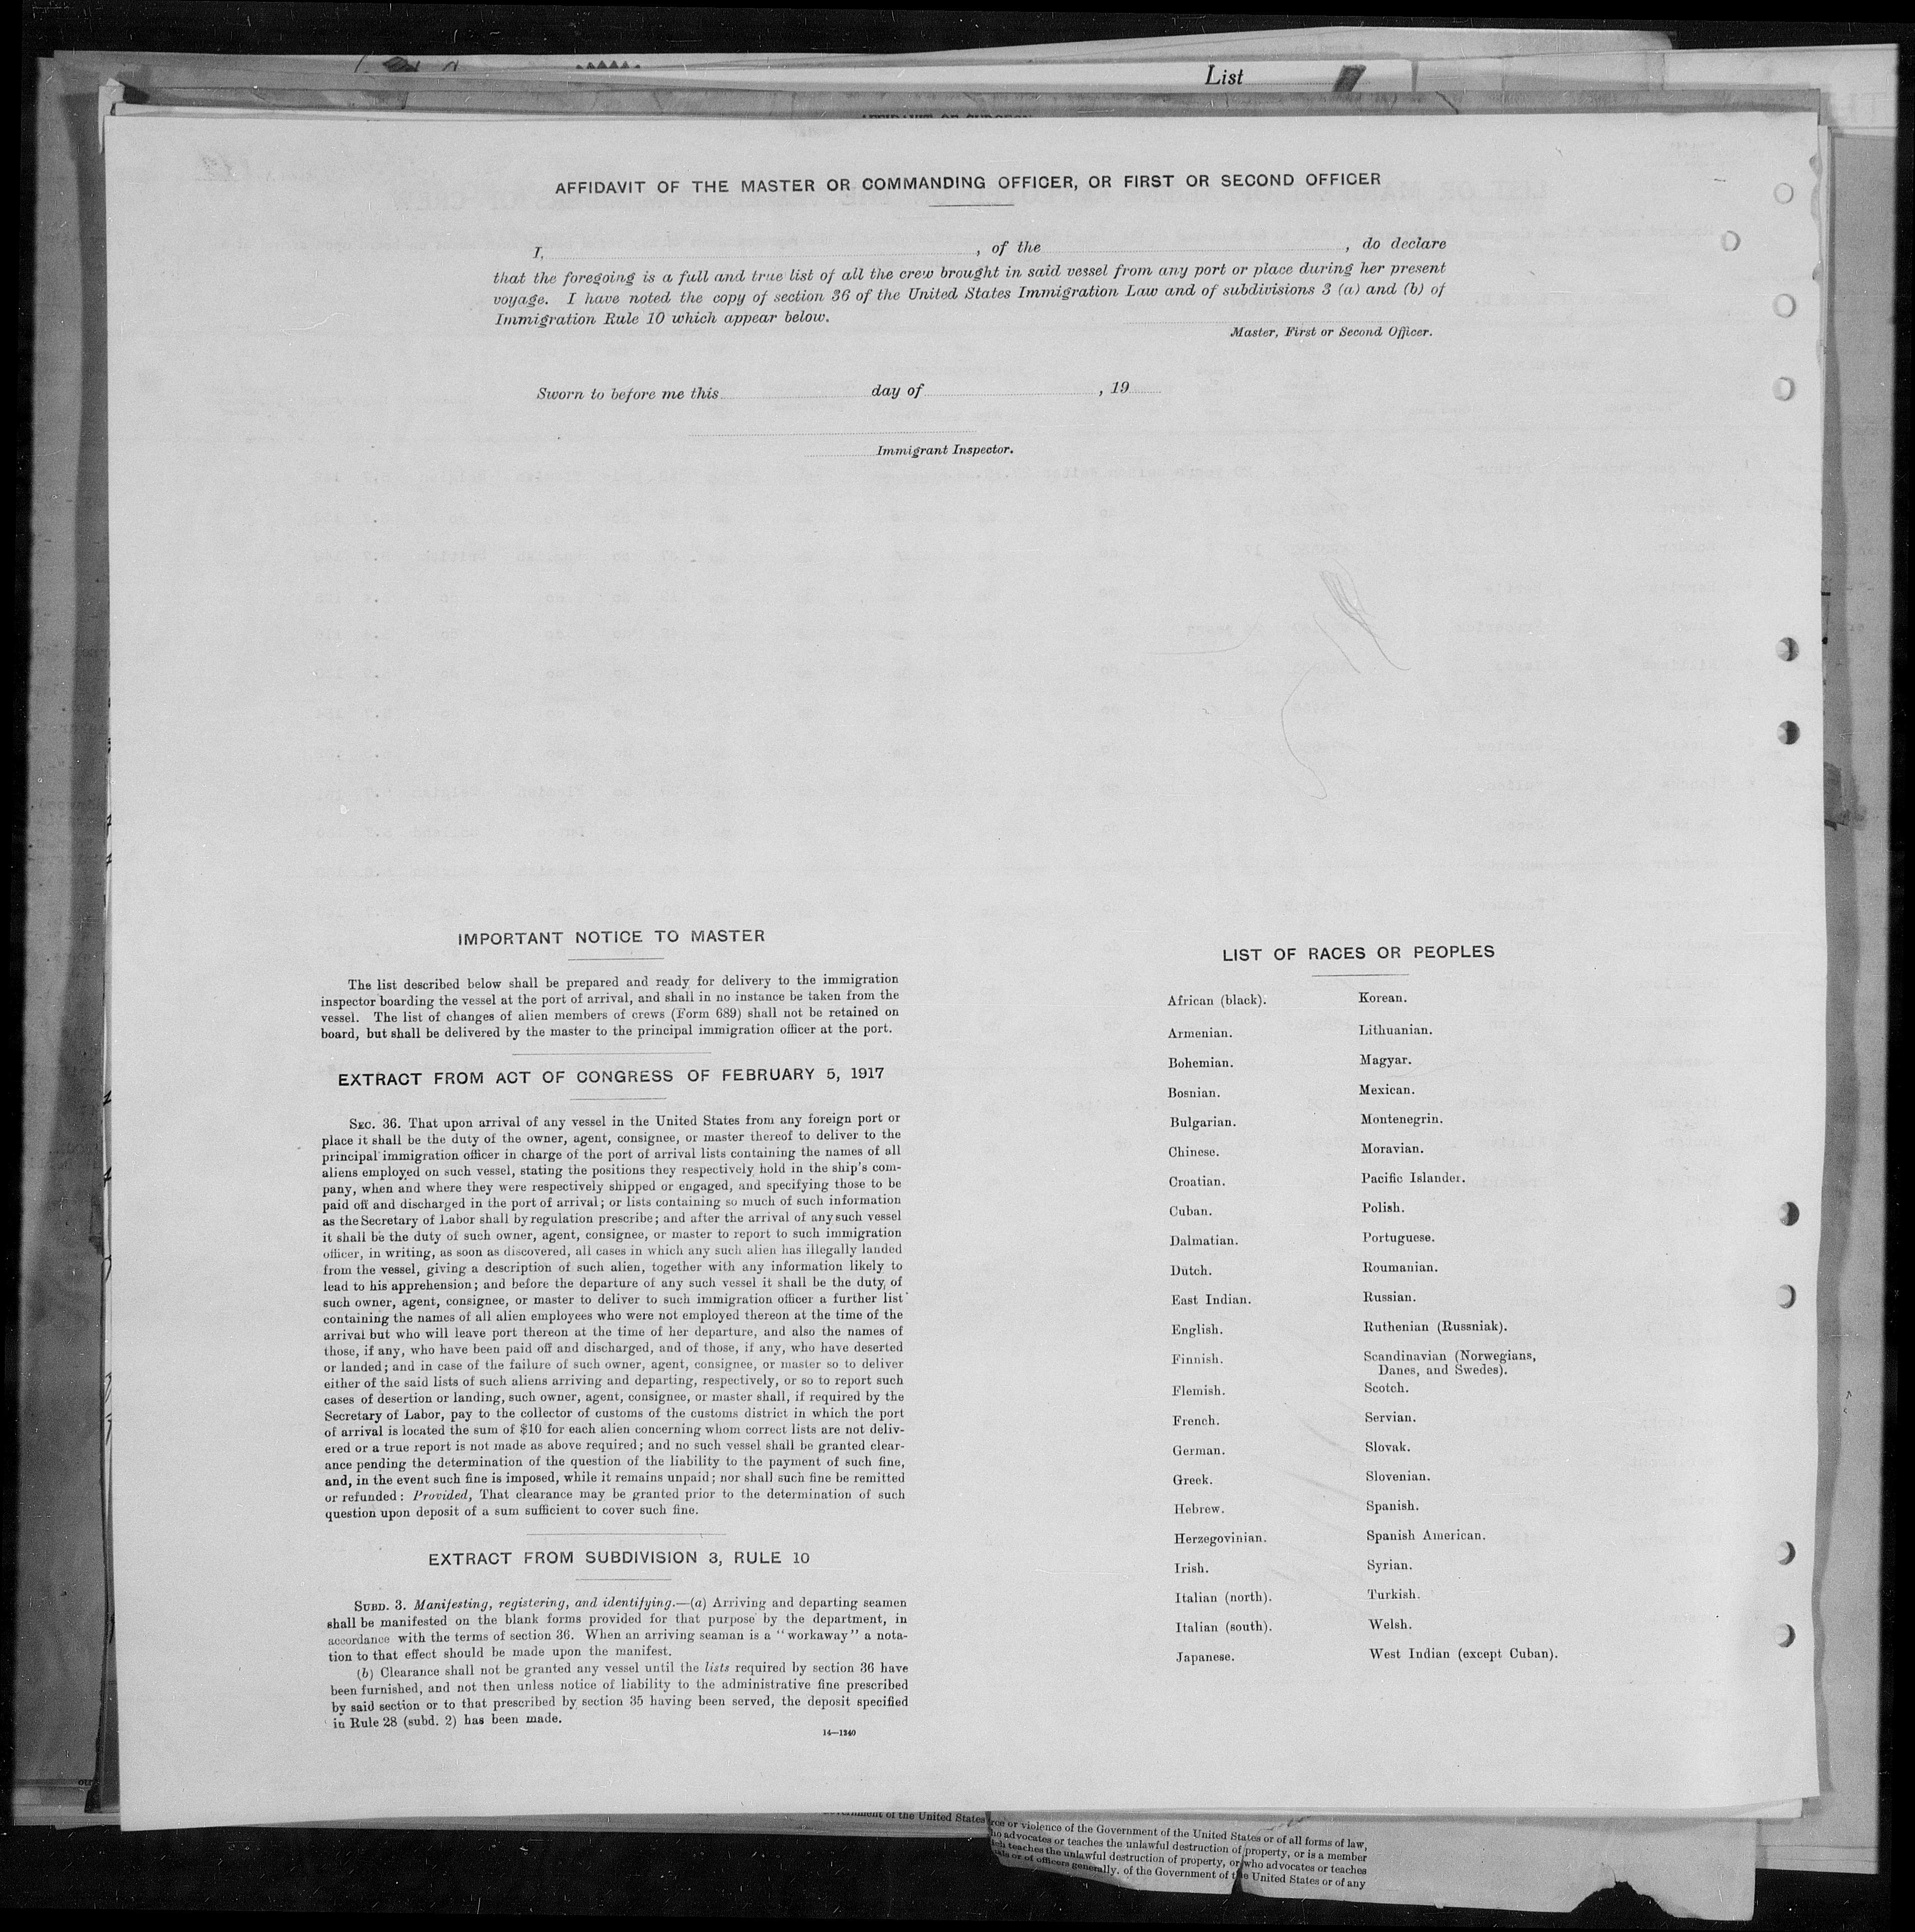 List
AFFIDAVIT OF THE MASTER OR COMMANDING OFFICER, OR FIRST OR SECOND OFFICER
I, , of the , do declare
that the foregoing is a full and true list of all the crew brought in said vessel from any port or place during her present
voyage. I have noted the copy of section 36 of the United States Immigration Law and of subdivisions 3 (a) and (b) of
Immigration Rule 10 which appear below.
Master, First or Second Officer.
Sworn to before me this day of , 19
Immigrant Inspector.
IMPORTANT NOTICE TO MASTER
The list described below shall be prepared and ready for delivery to the immigration
inspector boarding the vessel at the port of arrival, and shall in no instance be taken from the
vessel. The list of changes of alien members of crews (Form 689) shall not be retained on
board, but shall be delivered by the master to the principal immigration officer at the port.
EXTRACT FROM ACT OF CONGRESS OF FEBRUARY 5, 1917
SEC. 36. That upon arrival of any vessel in the United States from any foreign port or
place it shall be the duty of the owner, agent, consignee, or master thereof to deliver to the
principal immigration officer in charge of the port of arrival lists containing the names of all
aliens employed on such vessel, stating the positions they respectively hold in the ship's com-
pany, when and where they were respectively shipped or engaged, and specifying those to be
paid off and discharged in the port of arrival; or lists containing so much of such information
as the Secretary of Labor shall by regulation prescribe; and after the arrival of any such vessel
it shall be the duty of such owner, agent, consignee, or master to report to such immigration
officer, in writing, as soon as discovered, all cases in which any such alien has illegally landed
from the vessel, giving a description of such alien, together with any information likely to
lead to his apprehension; and before the departure of any such vessel it shall be the duty of
such owner, agent, consignee, or master to deliver to such immigration officer a further list
containing the names of all alien employees who were not employed thereon at the time of the
arrival but who will leave port thereon at the time of her departure, and also the names of
those, if any, who have been paid off and discharged, and of those, if any, who have deserted
or landed; and in case of the failure of such owner, agent, consignee, or master so to deliver
either of the said lists of such aliens arriving and departing, respectively, or so to report such
cases of desertion or landing, such owner, agent, consignee, or master shall, if required by the
Secretary of Labor, pay to the collector of customs of the customs district in which the port
of arrival is located the sum of $10 for each alien concerning whom correct lists are not deliv-
ered or a true report is not made as above required; and no such vessel shall be granted clear-
ance pending the determination of the question of the liability to the payment of such fine,
and, in the event such fine is imposed, while it remains unpaid; nor shall such fine be remitted
or refunded: Provided, That clearance may be granted prior to the determination of such
question upon deposit of a sum sufficient to cover such fine.
EXTRACT FROM SUBDIVISION 3, RULE 10
SUBD. 3. Manifesting, registering, and identifying.—(a) Arriving and departing seamen
shall be manifested on the blank forms provided for that purpose by the department, in
accordance with the terms of section 36. When an arriving seaman is a "workaway" a nota-
tion to that effect should be made upon the manifest.
(b) Clearance shall not be granted any vessel until the lists required by section 36 have
been furnished, and not then unless notice of liability to the administrative fine prescribed
by said section or to that prescribed by section 35 having been served, the deposit specified
in Rule 28 (subd. 2) has been made.
14—1240
LIST OF RACES OR PEOPLES
African (black).
Armenian.
Bohemian.
Bosnian.
Bulgarian.
Chinese.
Croatian.
Cuban.
Dalmatian.
Dutch.
East Indian.
English.
Finnish.
Flemish.
French.
German.
Greek.
Hebrew.
Herzegovinian.
Irish.
Italian (north).
Italian (south).
Japanese.
Korean.
Lithuanian.
Magyar.
Mexican.
Montenegrin.
Moravian.
Pacific Islander.
Polish.
Portuguese.
Roumanian.
Russian.
Ruthenian (Russniak).
Scandinavian (Norwegians,
Danes, and Swedes).
Scotch.
Servian.
Slovak.
Slovenian.
Spanish.
Spanish American.
Syrian.
Turkish.
Welsh.
West Indian (except Cuban).
of the United States
or violence of the Government of the United States or of all forms of law,
advocates or teaches the unlawful destruction of property, or is a member
teaches the unlawful destruction of property, or who advocates or teaches
or of officers generally, of the Government of the United States or of any